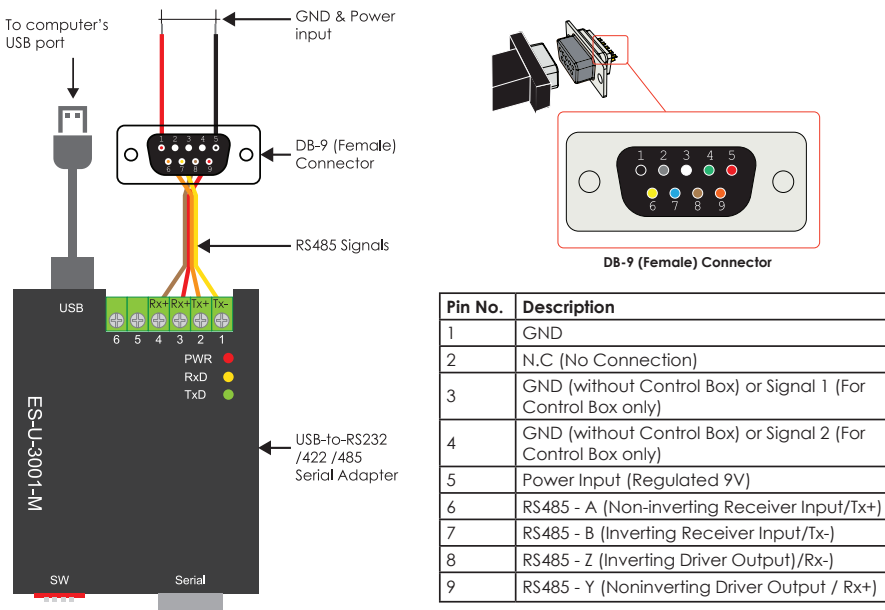 To computer's
USB port
GND & Power
input
1 2 3 4 5
6 7 8 9
DB-9 (Female)
Connector
RS485 Signals
USB
Rx+ Rx+ Tx+ Tx-
6 5 4 3 2 1
PWR
RxD
TxD
ES-U-3001-M
USB-to-RS232
/422 /485
Serial Adapter
SW
Serial
1 2 3 4 5
6 7 8 9
DB-9 (Female) Connector
Pin No. Description
1 GND
2 N.C (No Connection)
3 GND (without Control Box) or Signal 1 (For
Control Box only)
4 GND (without Control Box) or Signal 2 (For
Control Box only)
5 Power Input (Regulated 9V)
6 RS485 - A (Non-inverting Receiver Input/Tx+)
7 RS485 - B (Inverting Receiver Input/Tx-)
8 RS485 - Z (Inverting Driver Output)/Rx-)
9 RS485 - Y (Noninverting Driver Output / Rx+)